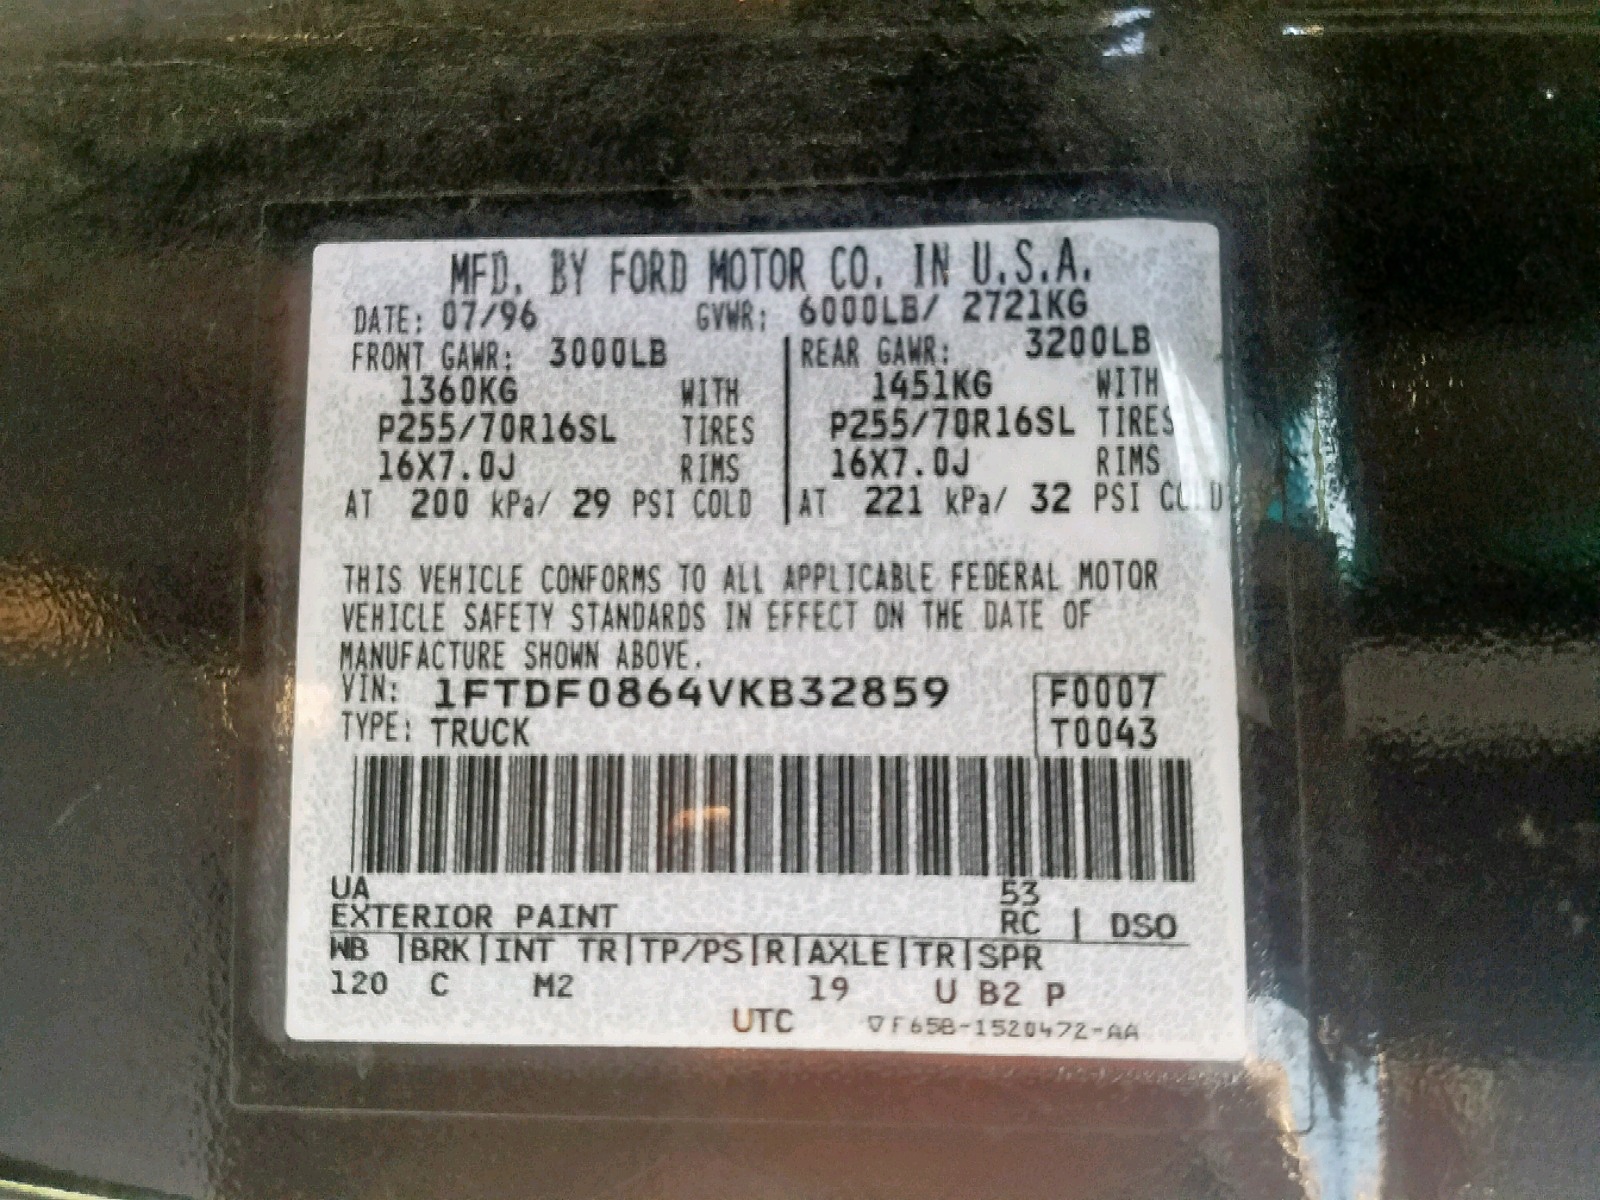 MFD. BY FORD MOTOR CO. IN U.S.A.
DATE: 07/96 GVWR: 6000LB/ 2721KG
FRONT GAWR: 3000LB REAR GAWR: 3200LB
1360KG WITH 1451KG WITH
P255/70R16SL TIRES P255/70R16SL TIRES
16X7.0J RIMS 16X7.0J RIMS
AT 200 kPa/ 29 PSI COLD AT 221 kPa/ 32 PSI COLD
THIS VEHICLE CONFORMS TO ALL APPLICABLE FEDERAL MOTOR
VEHICLE SAFETY STANDARDS IN EFFECT ON THE DATE OF
MANUFACTURE SHOWN ABOVE.
VIN: 1FTDF0864VKB32859 F0007
TYPE: TRUCK T0043
UA 53
EXTERIOR PAINT RC | DSO
WB |BRK|INT TR|TP/PS|R|AXLE|TR|SPR
120 C M2 19 U B2 P
UTC ▽F65B-1520472-AA